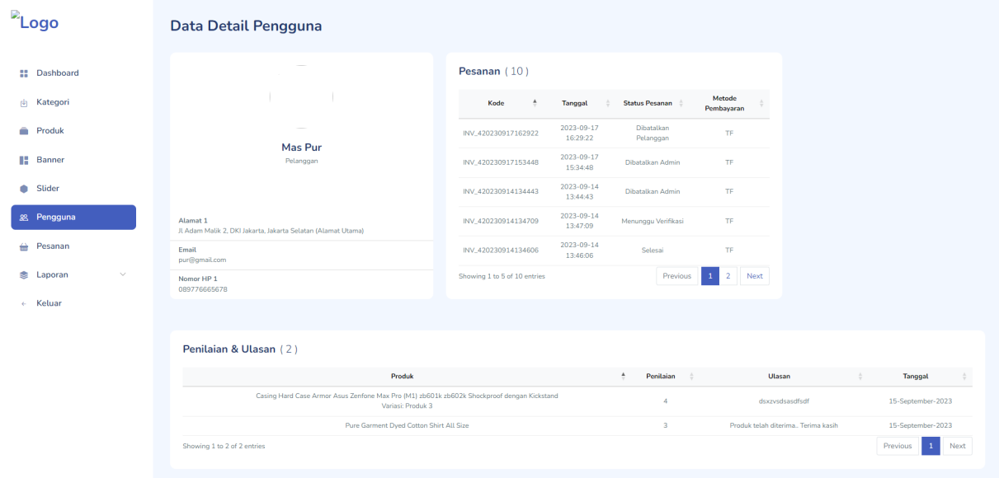 Logo
Dashboard
Kategori
Produk
Banner
Slider
Pengguna
Pesanan
Laporan
Keluar
Data Detail Pengguna
Mas Pur
Pelanggan
Alamat 1
Jl Adam Malik 2, DKI Jakarta, Jakarta Selatan (Alamat Utama)
Email
pur@gmail.com
Nomor HP 1
089776665678
Pesanan ( 10 )
Kode Tanggal Status Pesanan Metode Pembayaran
INV_420230917162922 2023-09-17 16:29:22 Dibatalkan Pelanggan TF
INV_420230917153448 2023-09-17 15:34:48 Dibatalkan Admin TF
INV_420230914134443 2023-09-14 13:44:43 Dibatalkan Admin TF
INV_420230914134709 2023-09-14 13:47:09 Menunggu Verifikasi TF
INV_420230914134606 2023-09-14 13:46:06 Selesai TF
Showing 1 to 5 of 10 entries Previous 1 2 Next
Penilaian & Ulasan ( 2 )
Produk Penilaian Ulasan Tanggal
Casing Hard Case Armor Asus Zenfone Max Pro (M1) zb601k zb602k Shockproof dengan Kickstand
Variasi: Produk 3
4 dsxzvsdsasdfsdf 15-September-2023
Pure Garment Dyed Cotton Shirt All Size 3 Produk telah diterima.. Terima kasih 15-September-2023
Showing 1 to 2 of 2 entries Previous 1 Next